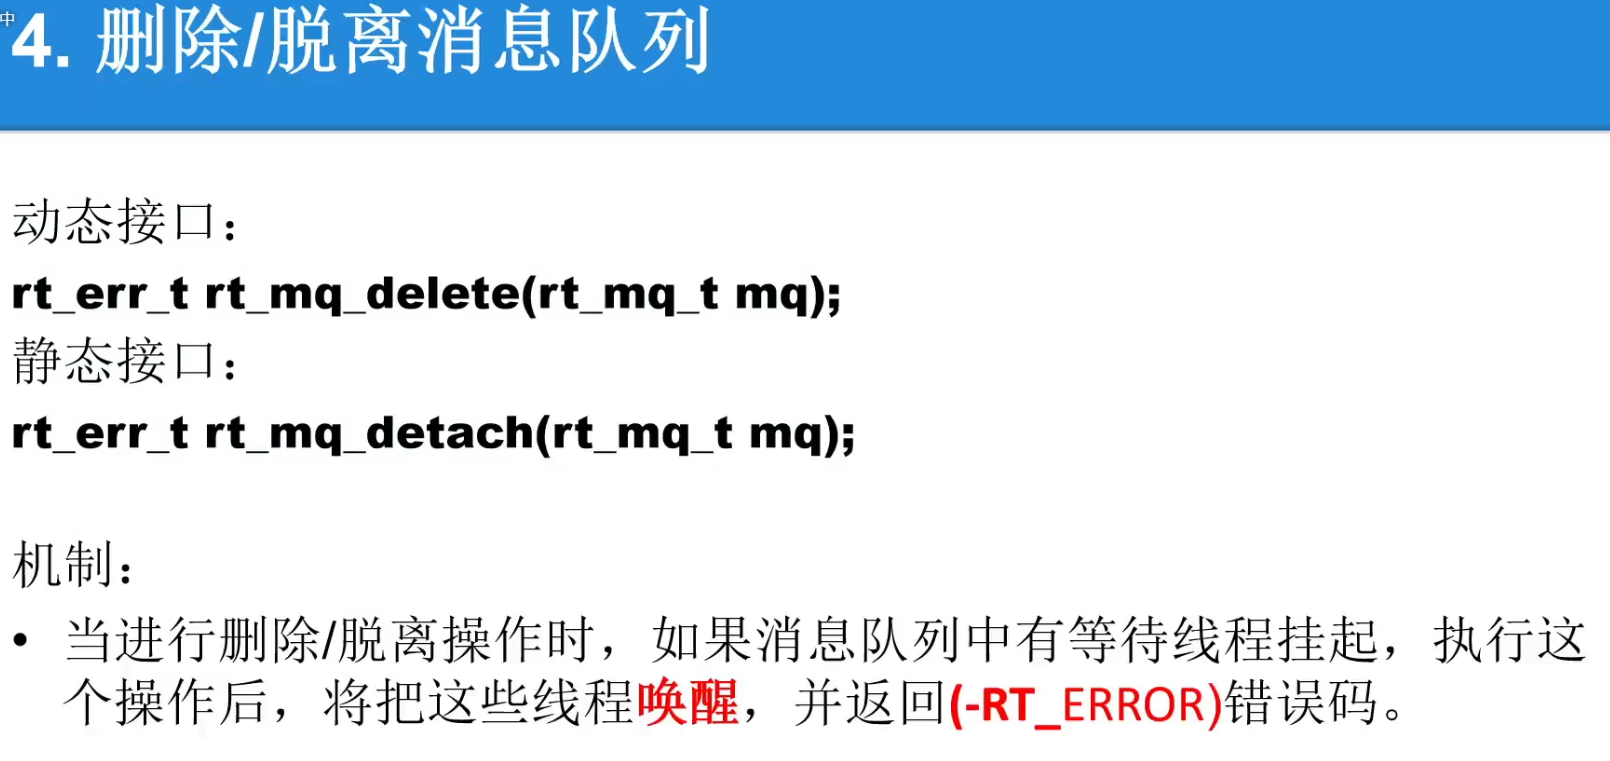 中
4. 删除/脱离消息队列
动态接口：
rt_err_t rt_mq_delete(rt_mq_t mq);
静态接口：
rt_err_t rt_mq_detach(rt_mq_t mq);
机制：
• 当进行删除/脱离操作时，如果消息队列中有等待线程挂起，执行这
个操作后，将把这些线程唤醒，并返回(-RT_ERROR)错误码。